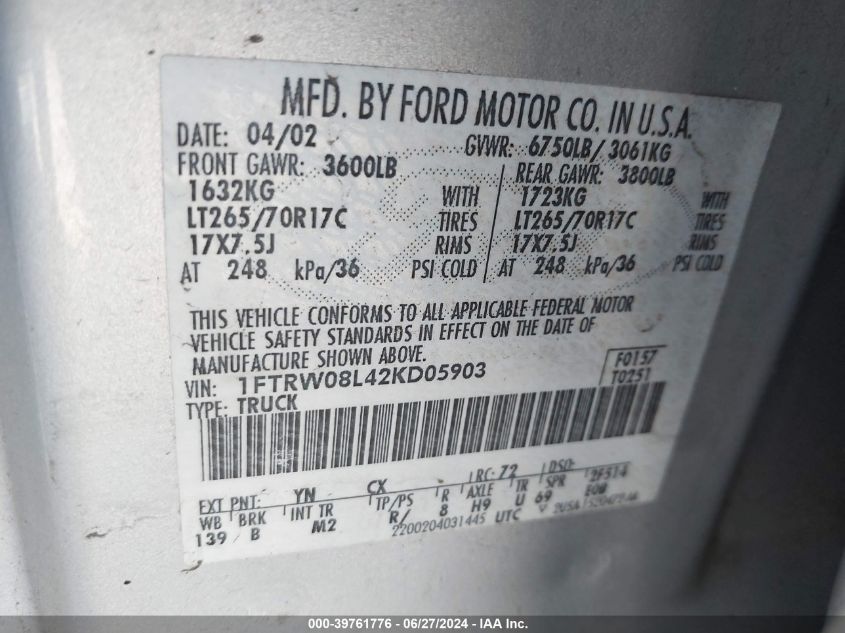 MFD. BY FORD MOTOR CO. IN U.S.A.
DATE: 04/02 GVWR: 6750LB/ 3061KG
FRONT GAWR: 3600LB REAR GAWR: 3800LB
1632KG WITH 1723KG WITH
LT265/70R17C TIRES LT265/70R17C TIRES
17X7.5J RIMS 17X7.5J RIMS
AT 248 kPa/36 PSI COLD AT 248 kPa/36 PSI COLD
THIS VEHICLE CONFORMS TO ALL APPLICABLE FEDERAL MOTOR
VEHICLE SAFETY STANDARDS IN EFFECT ON THE DATE OF
MANUFACTURE SHOWN ABOVE.
VIN: 1FTRW08L42KD05903 F0157
TYPE: TRUCK T0251
EXT PNT: YN CX RC: 72 DSO: 2F514
WB BRK INT TR TP/PS R AXLE TR SPR
139 B M2 R/ 8 H9 U 69
2200204031445 UTC V
000-39761776 - 06/27/2024 - IAA Inc.